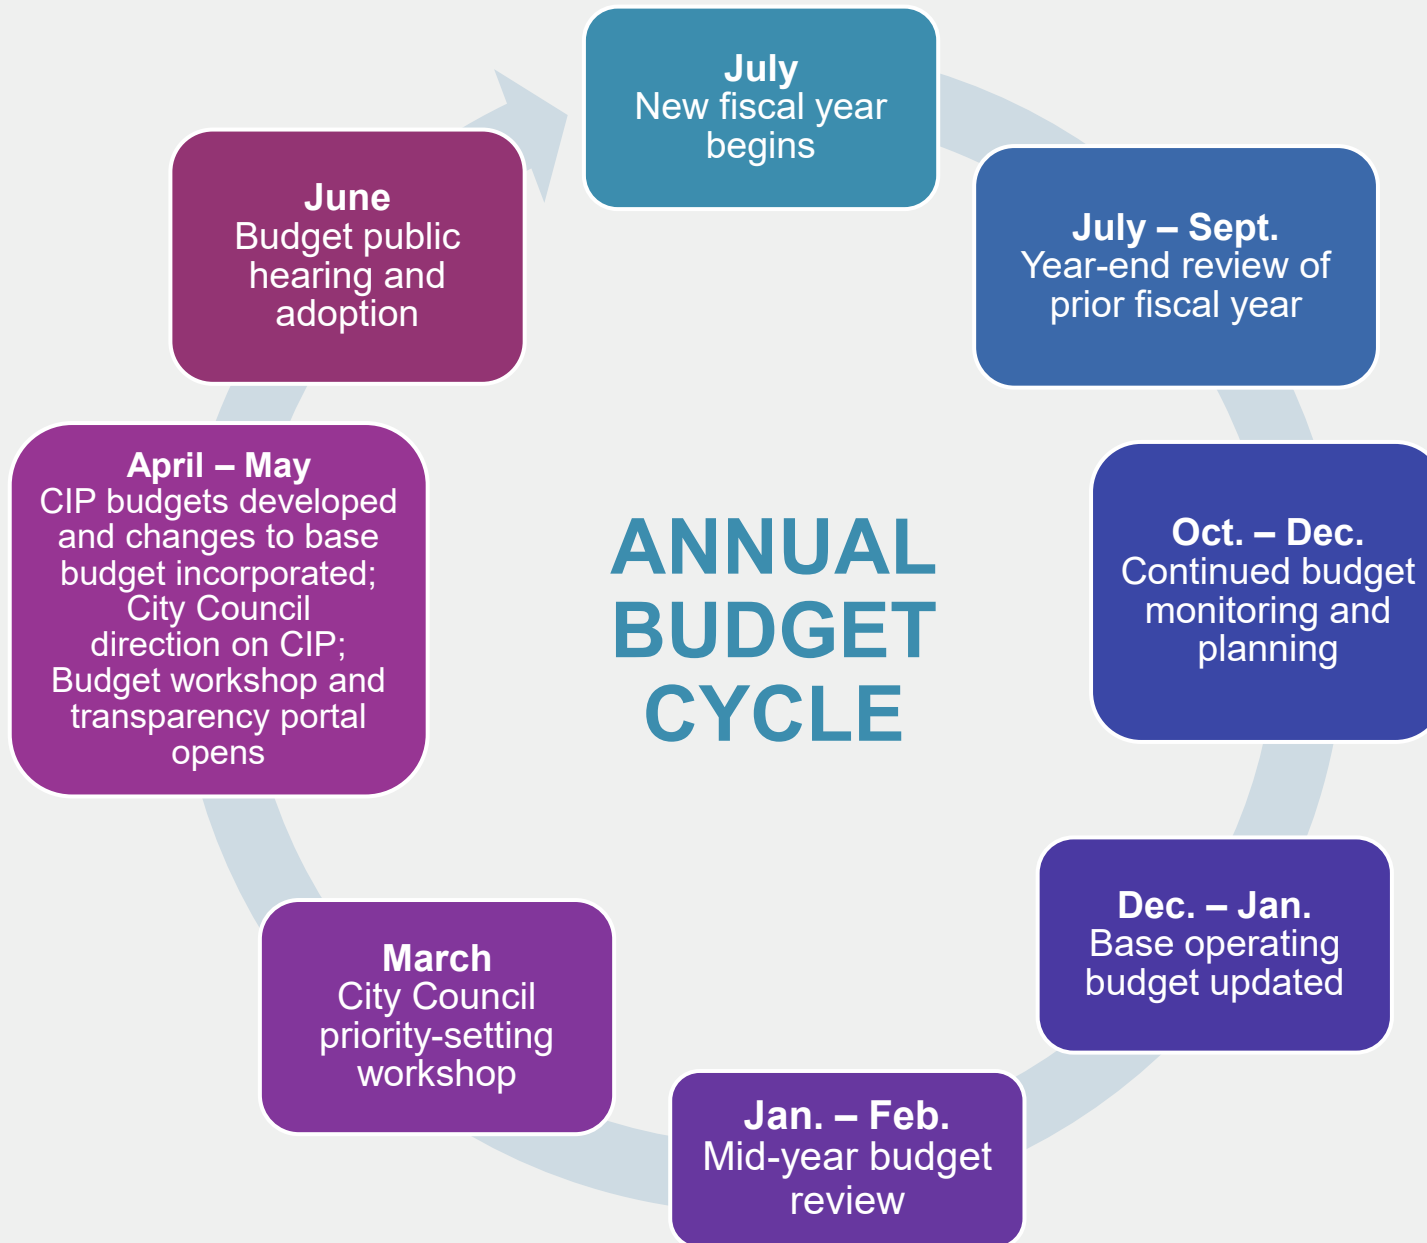 July
New fiscal year
begins
July – Sept.
Year-end review of
prior fiscal year
Oct. – Dec.
Continued budget
monitoring and
planning
Dec. – Jan.
Base operating
budget updated
Jan. – Feb.
Mid-year budget
review
March
City Council
priority-setting
workshop
April – May
CIP budgets developed
and changes to base
budget incorporated;
City Council
direction on CIP;
Budget workshop and
transparency portal
opens
June
Budget public
hearing and
adoption
ANNUAL
BUDGET
CYCLE